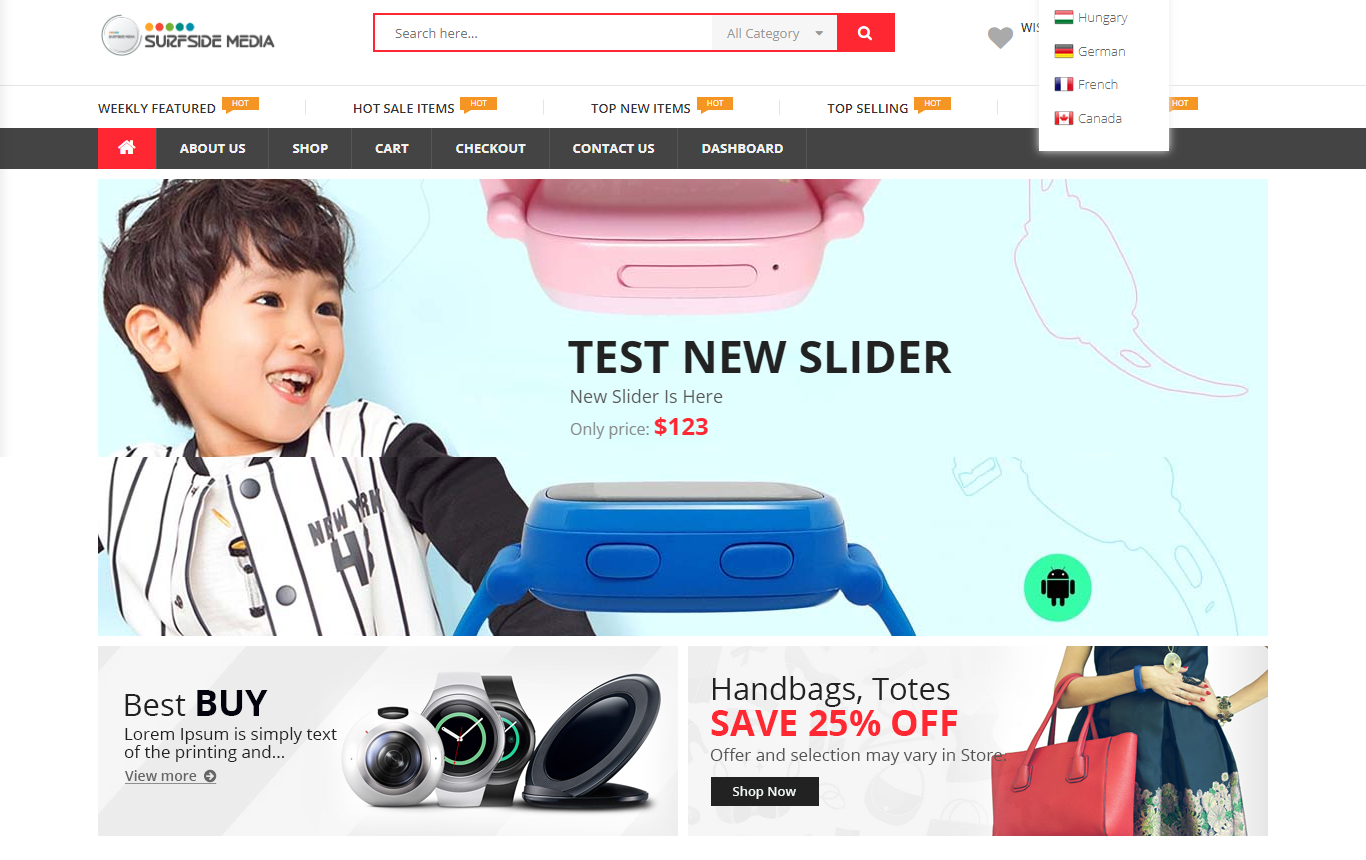 SURFSIDE MEDIA
Search here...
All Category
Hungary
German
French
Canada
WEEKLY FEATURED
HOT
HOT SALE ITEMS
HOT
TOP NEW ITEMS
HOT
TOP SELLING
HOT
HOT
ABOUT US
SHOP
CART
CHECKOUT
CONTACT US
DASHBOARD
TEST NEW SLIDER
New Slider Is Here
Only price: $123
NEW YORK
Best BUY
Lorem Ipsum is simply text
of the printing and...
View more
Handbags, Totes
SAVE 25% OFF
Offer and selection may vary in Store.
Shop Now